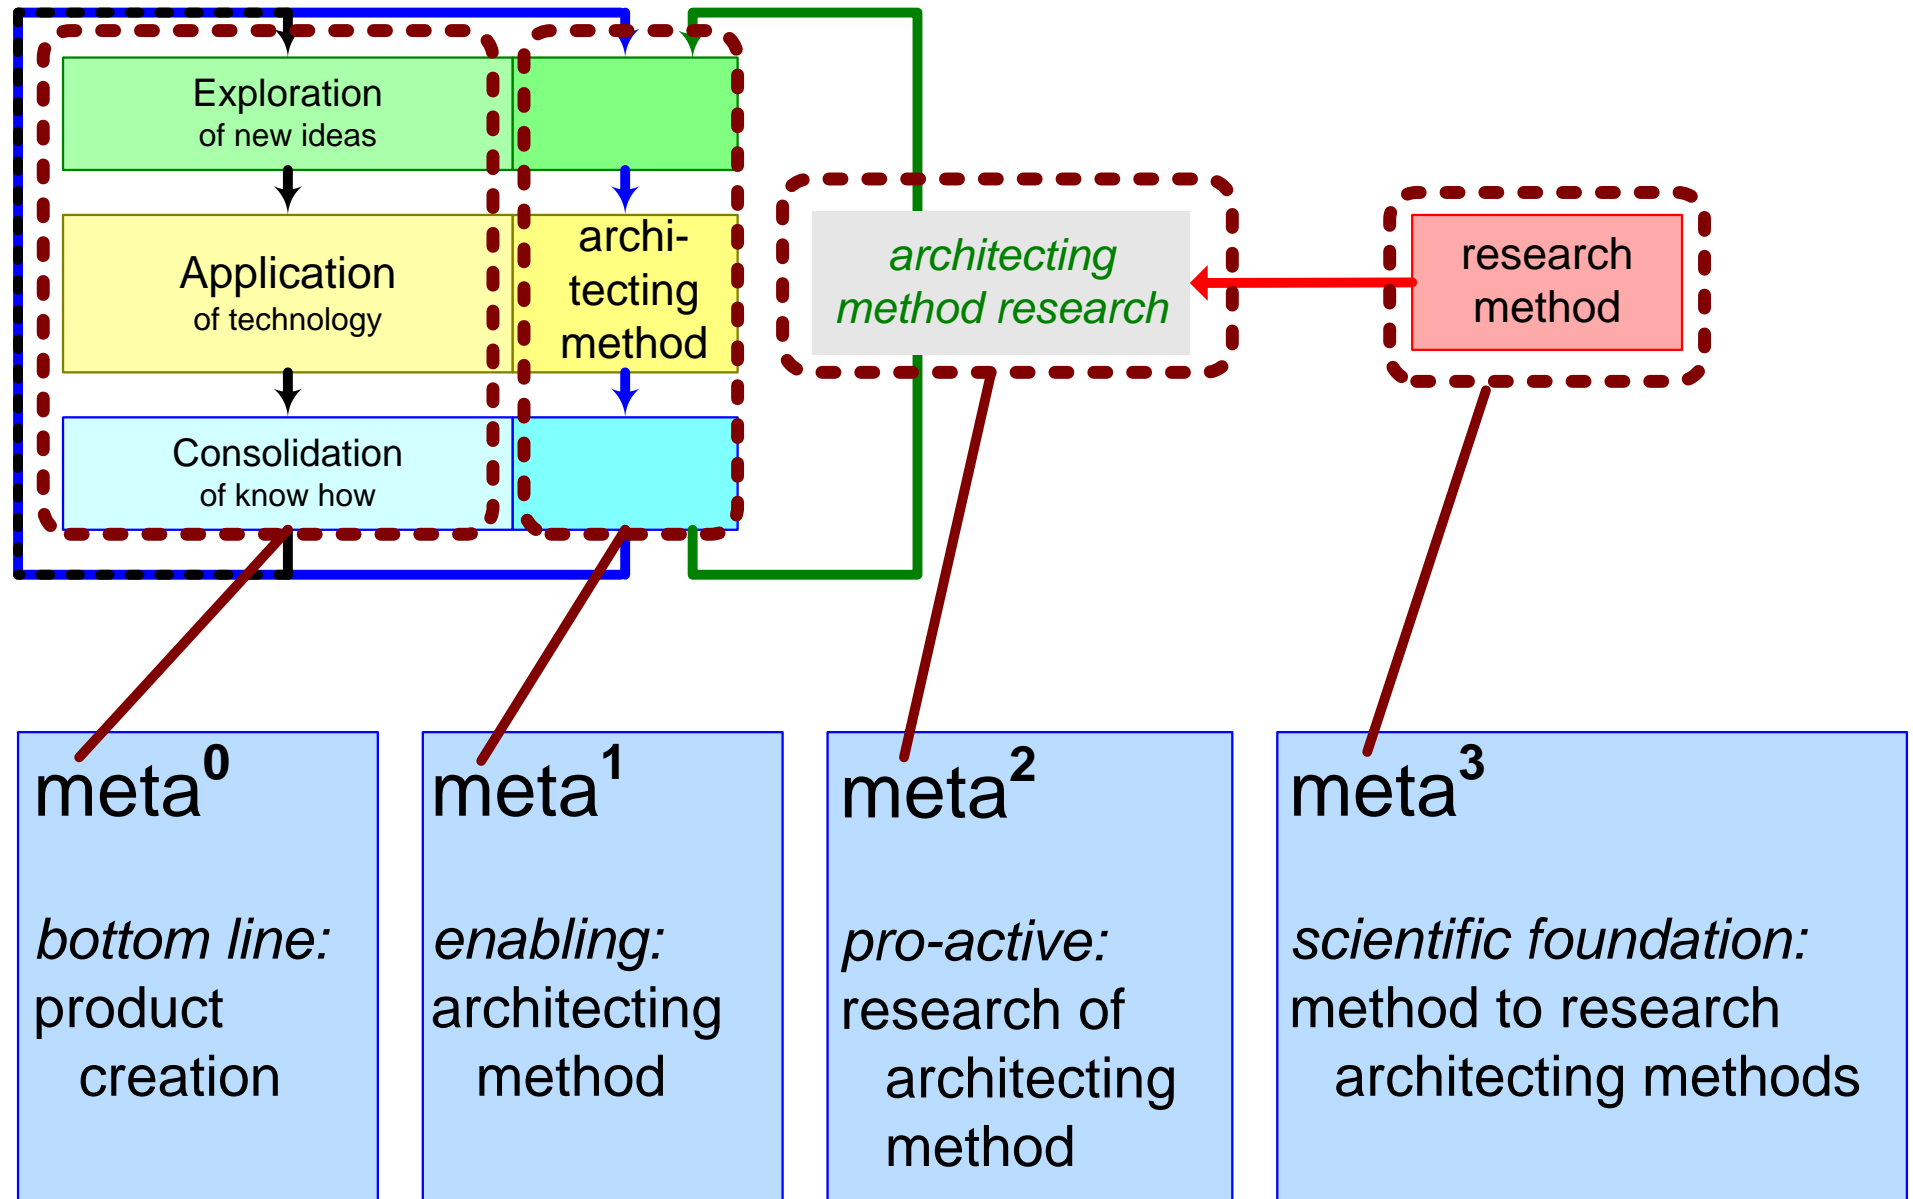 Exploration
of new ideas
Application
of technology
Consolidation
of know how
archi-
tecting
method
architecting
method research
research
method
meta0
bottom line:
product
creation
meta1
enabling:
architecting
method
meta2
pro-active:
research of
architecting
method
meta3
scientific foundation:
method to research
architecting methods